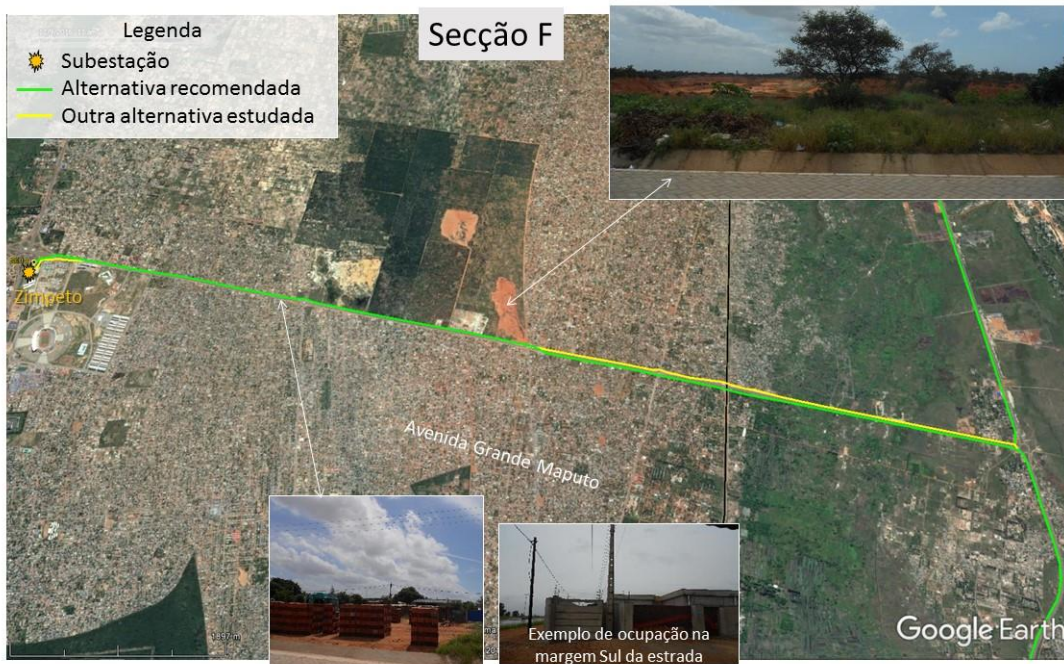 Secção F
Legenda
Subestação
Alternativa recomendada
Outra alternativa estudada
Zimpeto
Avenida Grande Maputo
Exemplo de ocupação na
margem Sul da estrada
1897 m
Google Earth